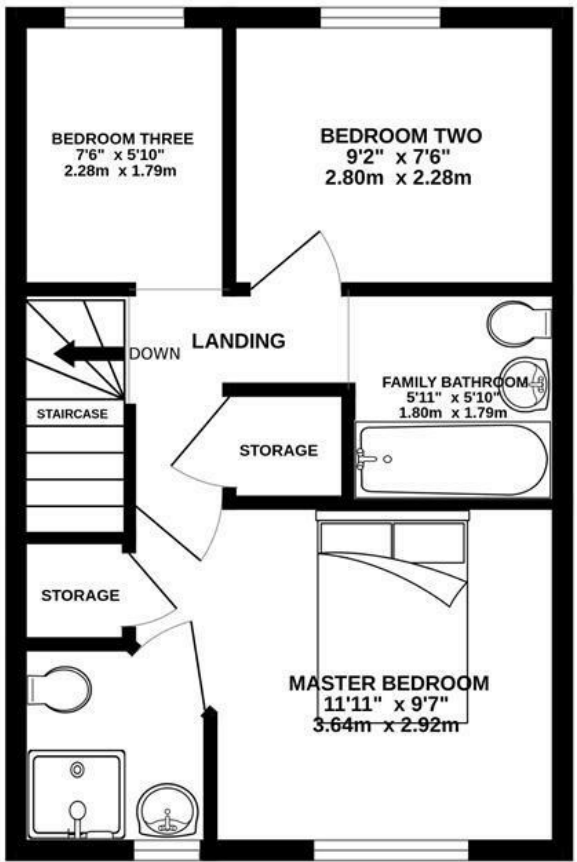 BEDROOM THREE
7'6" x 5'10"
2.28m x 1.79m
BEDROOM TWO
9'2" x 7'6"
2.80m x 2.28m
DOWN
LANDING
STAIRCASE
FAMILY BATHROOM
5'11" x 5'10"
1.80m x 1.79m
STORAGE
STORAGE
MASTER BEDROOM
11'11" x 9'7"
3.64m x 2.92m